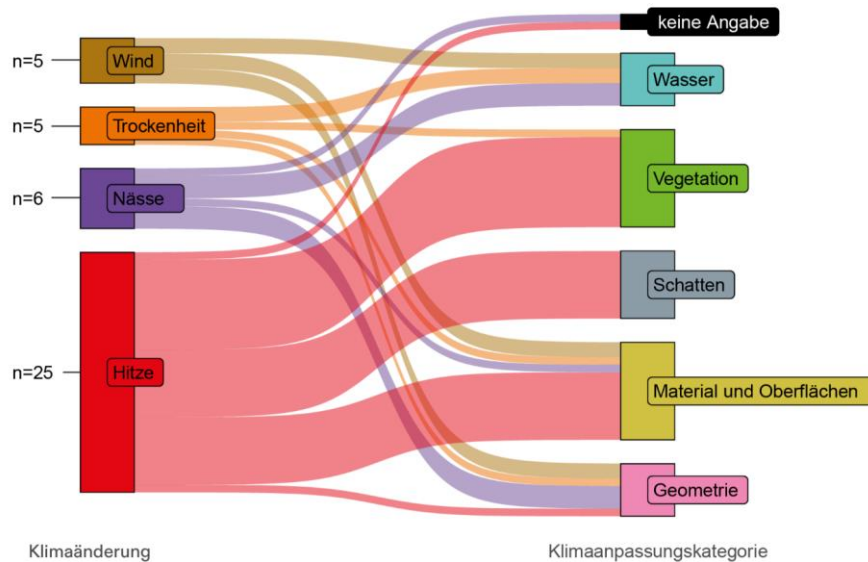 keine Angabe
n=5
Wind
Wasser
n=5
Trockenheit
Vegetation
n=6
Nässe
Schatten
n=25
Hitze
Material und Oberflächen
Geometrie
Klimaänderung
Klimaanpassungskategorie